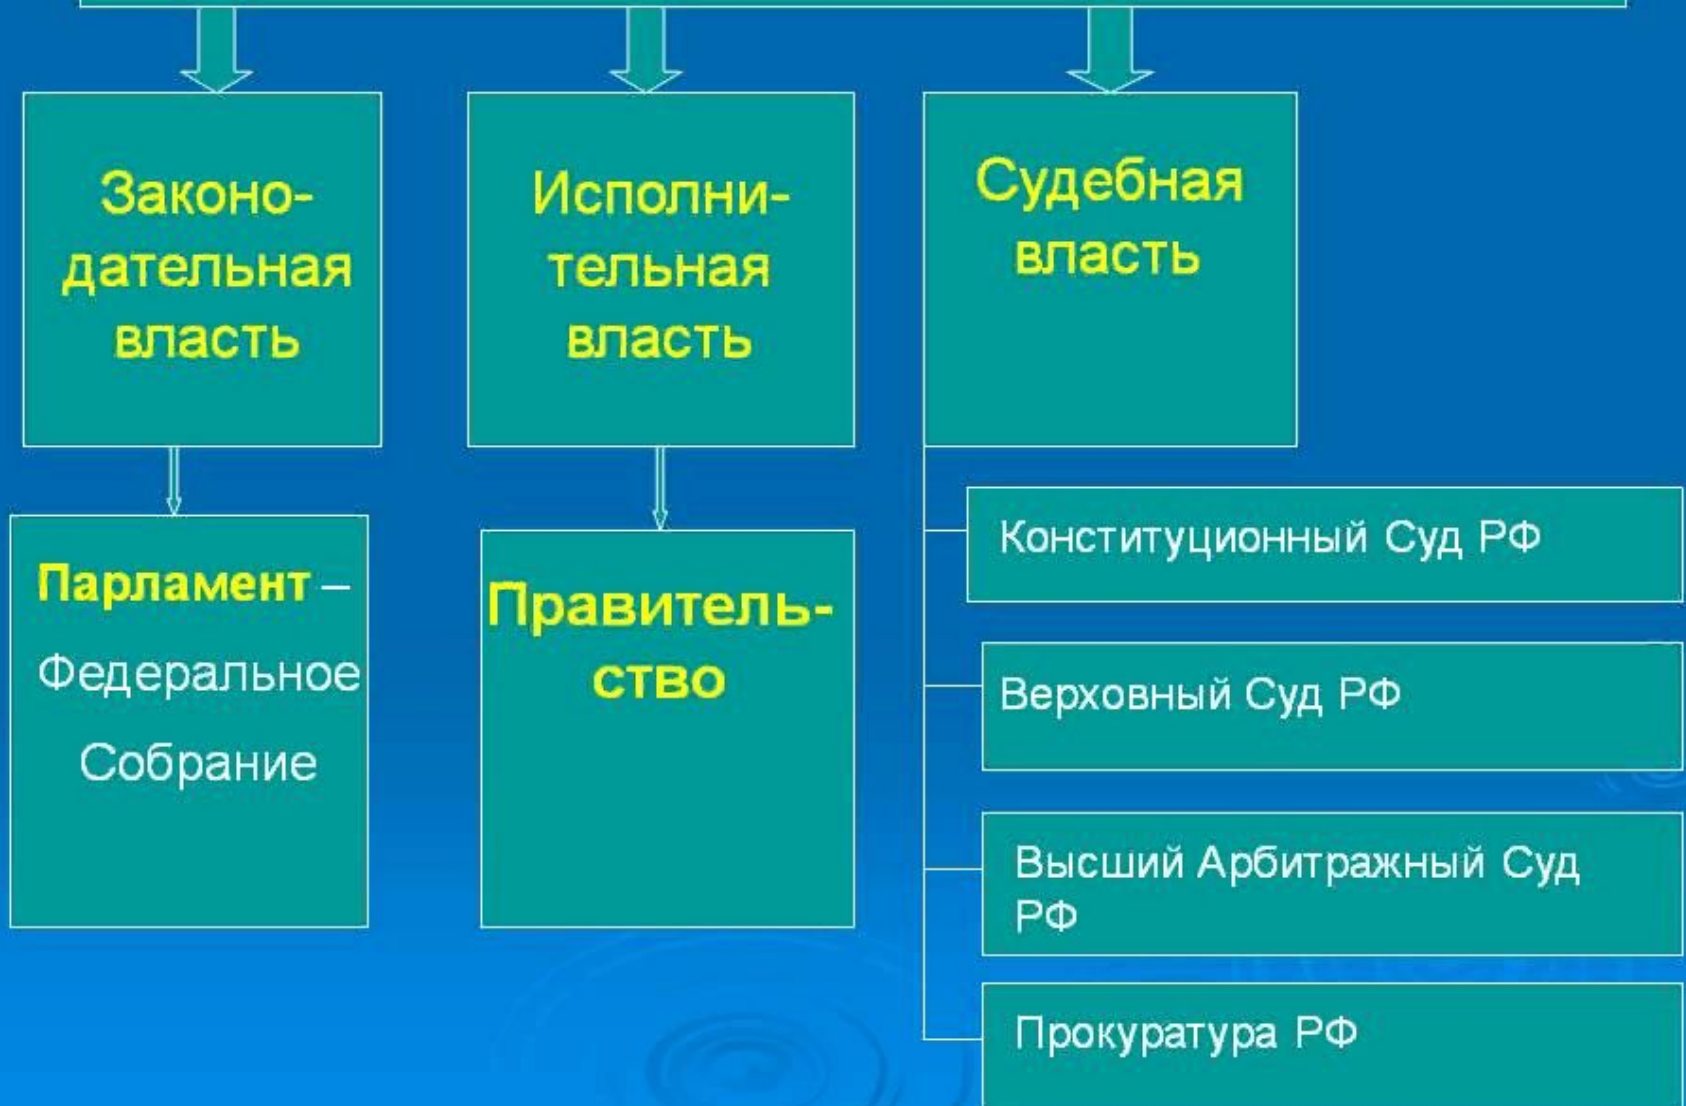 Законо-
дательная
власть
Исполни-
тельная
власть
Судебная
власть
Парламент –
Федеральное
Собрание
Правитель-
ство
Конституционный Суд РФ
Верховный Суд РФ
Высший Арбитражный Суд
РФ
Прокуратура РФ